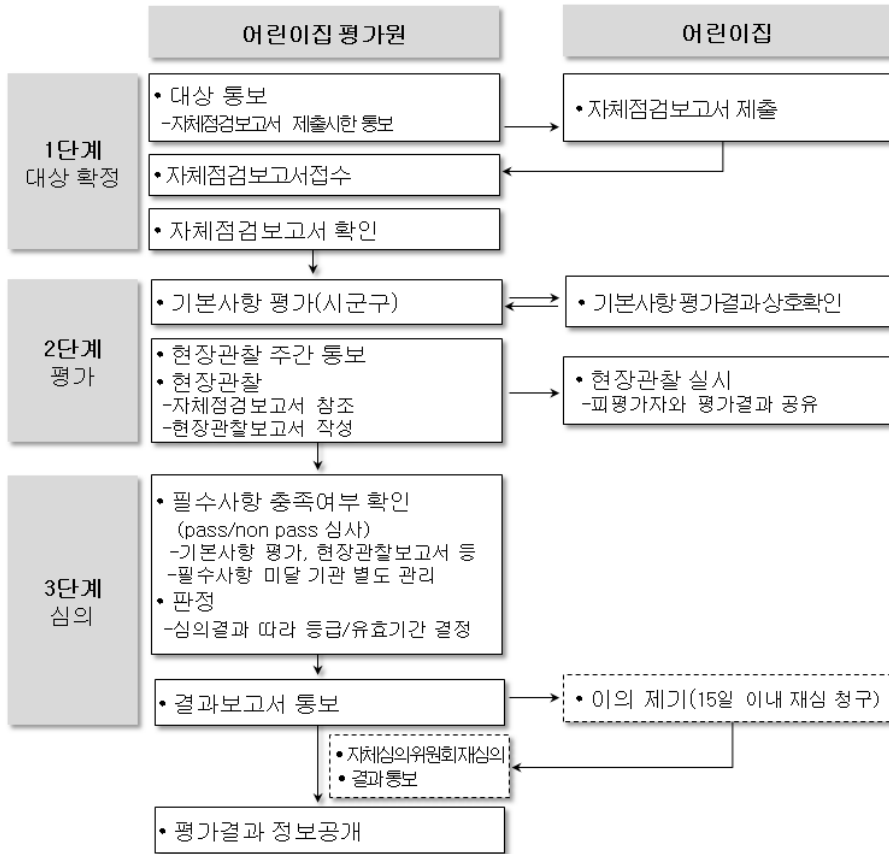 어린이집 평가원
어린이집
1단계
대상 확정
• 대상 통보
-자체점검보고서 제출시한 통보
• 자체점검보고서 제출
• 자체점검보고서접수
• 자체점검보고서 확인
2단계
평가
• 기본사항 평가(시군구)
• 기본사항 평가결과 상호확인
• 현장관찰 주간 통보
• 현장관찰
-자체점검보고서 참조
-현장관찰보고서 작성
• 현장관찰 실시
-피평가자와 평가결과 공유
3단계
심의
• 필수사항 충족여부 확인
(pass/non pass 심사)
-기본사항 평가, 현장관찰보고서 등
-필수사항 미달 기관 별도 관리
• 판정
-심의결과 따라 등급/유효기간 결정
• 결과보고서 통보
• 이의 제기(15일 이내 재심 청구)
• 자체심의위원회재심의
• 결과통보
• 평가결과 정보공개